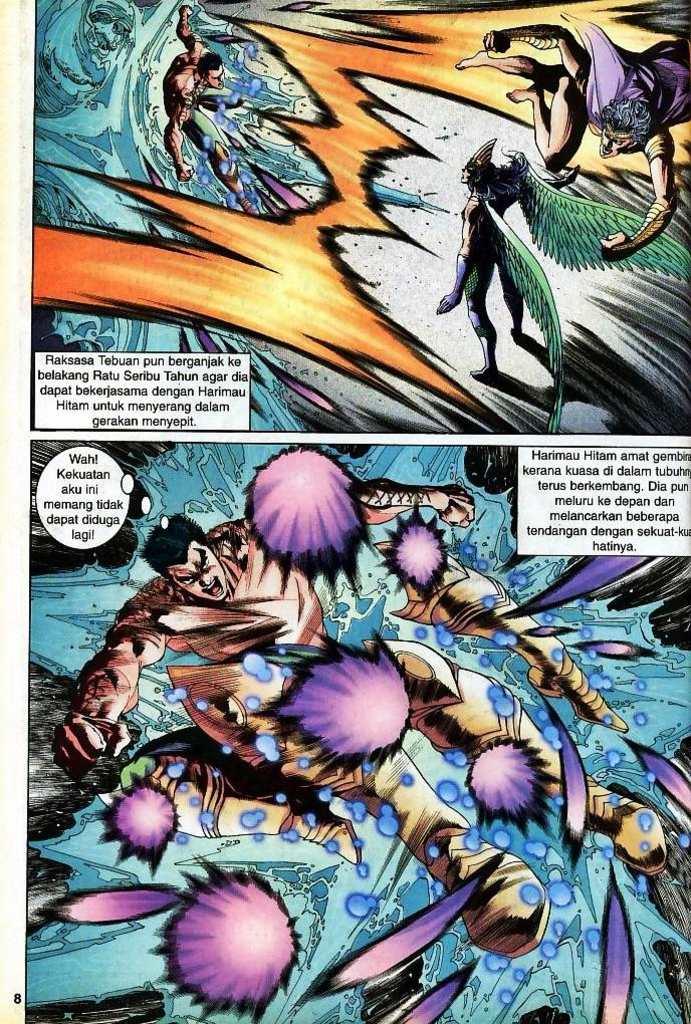 Raksasa Tebuan pun berganjak ke
belakang Ratu Seribu Tahun agar dia
dapat bekerjasama dengan Harimau
Hitam untuk menyerang dalam
gerakan menyepit.
Wah!
Kekuatan
aku ini
memang tidak
dapat diduga
lagi!
Harimau Hitam amat gembira
kerana kuasa di dalam tubuhn
terus berkembang. Dia pun
meluru ke depan dan
melancarkan beberapa
tendangan dengan sekuat-kua
hatinya.
8